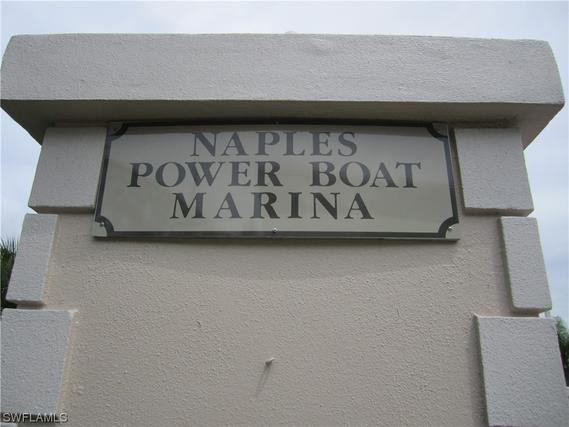 NAPLES
POWER BOAT
MARINA
SWFLAMLS